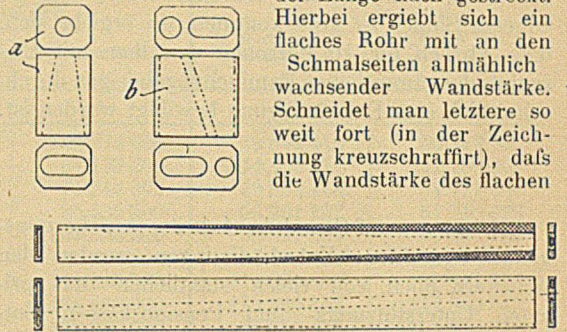 a
b
der Länge nach gestreckt.
Hierbei ergiebt sich ein
flaches Rohr mit an den
Schmalseiten allmählich
wachsender Wandstärke.
Schneidet man letztere so
weit fort (in der Zeich-
nung kreuzschraffirt), daſs
die Wandstärke des flachen